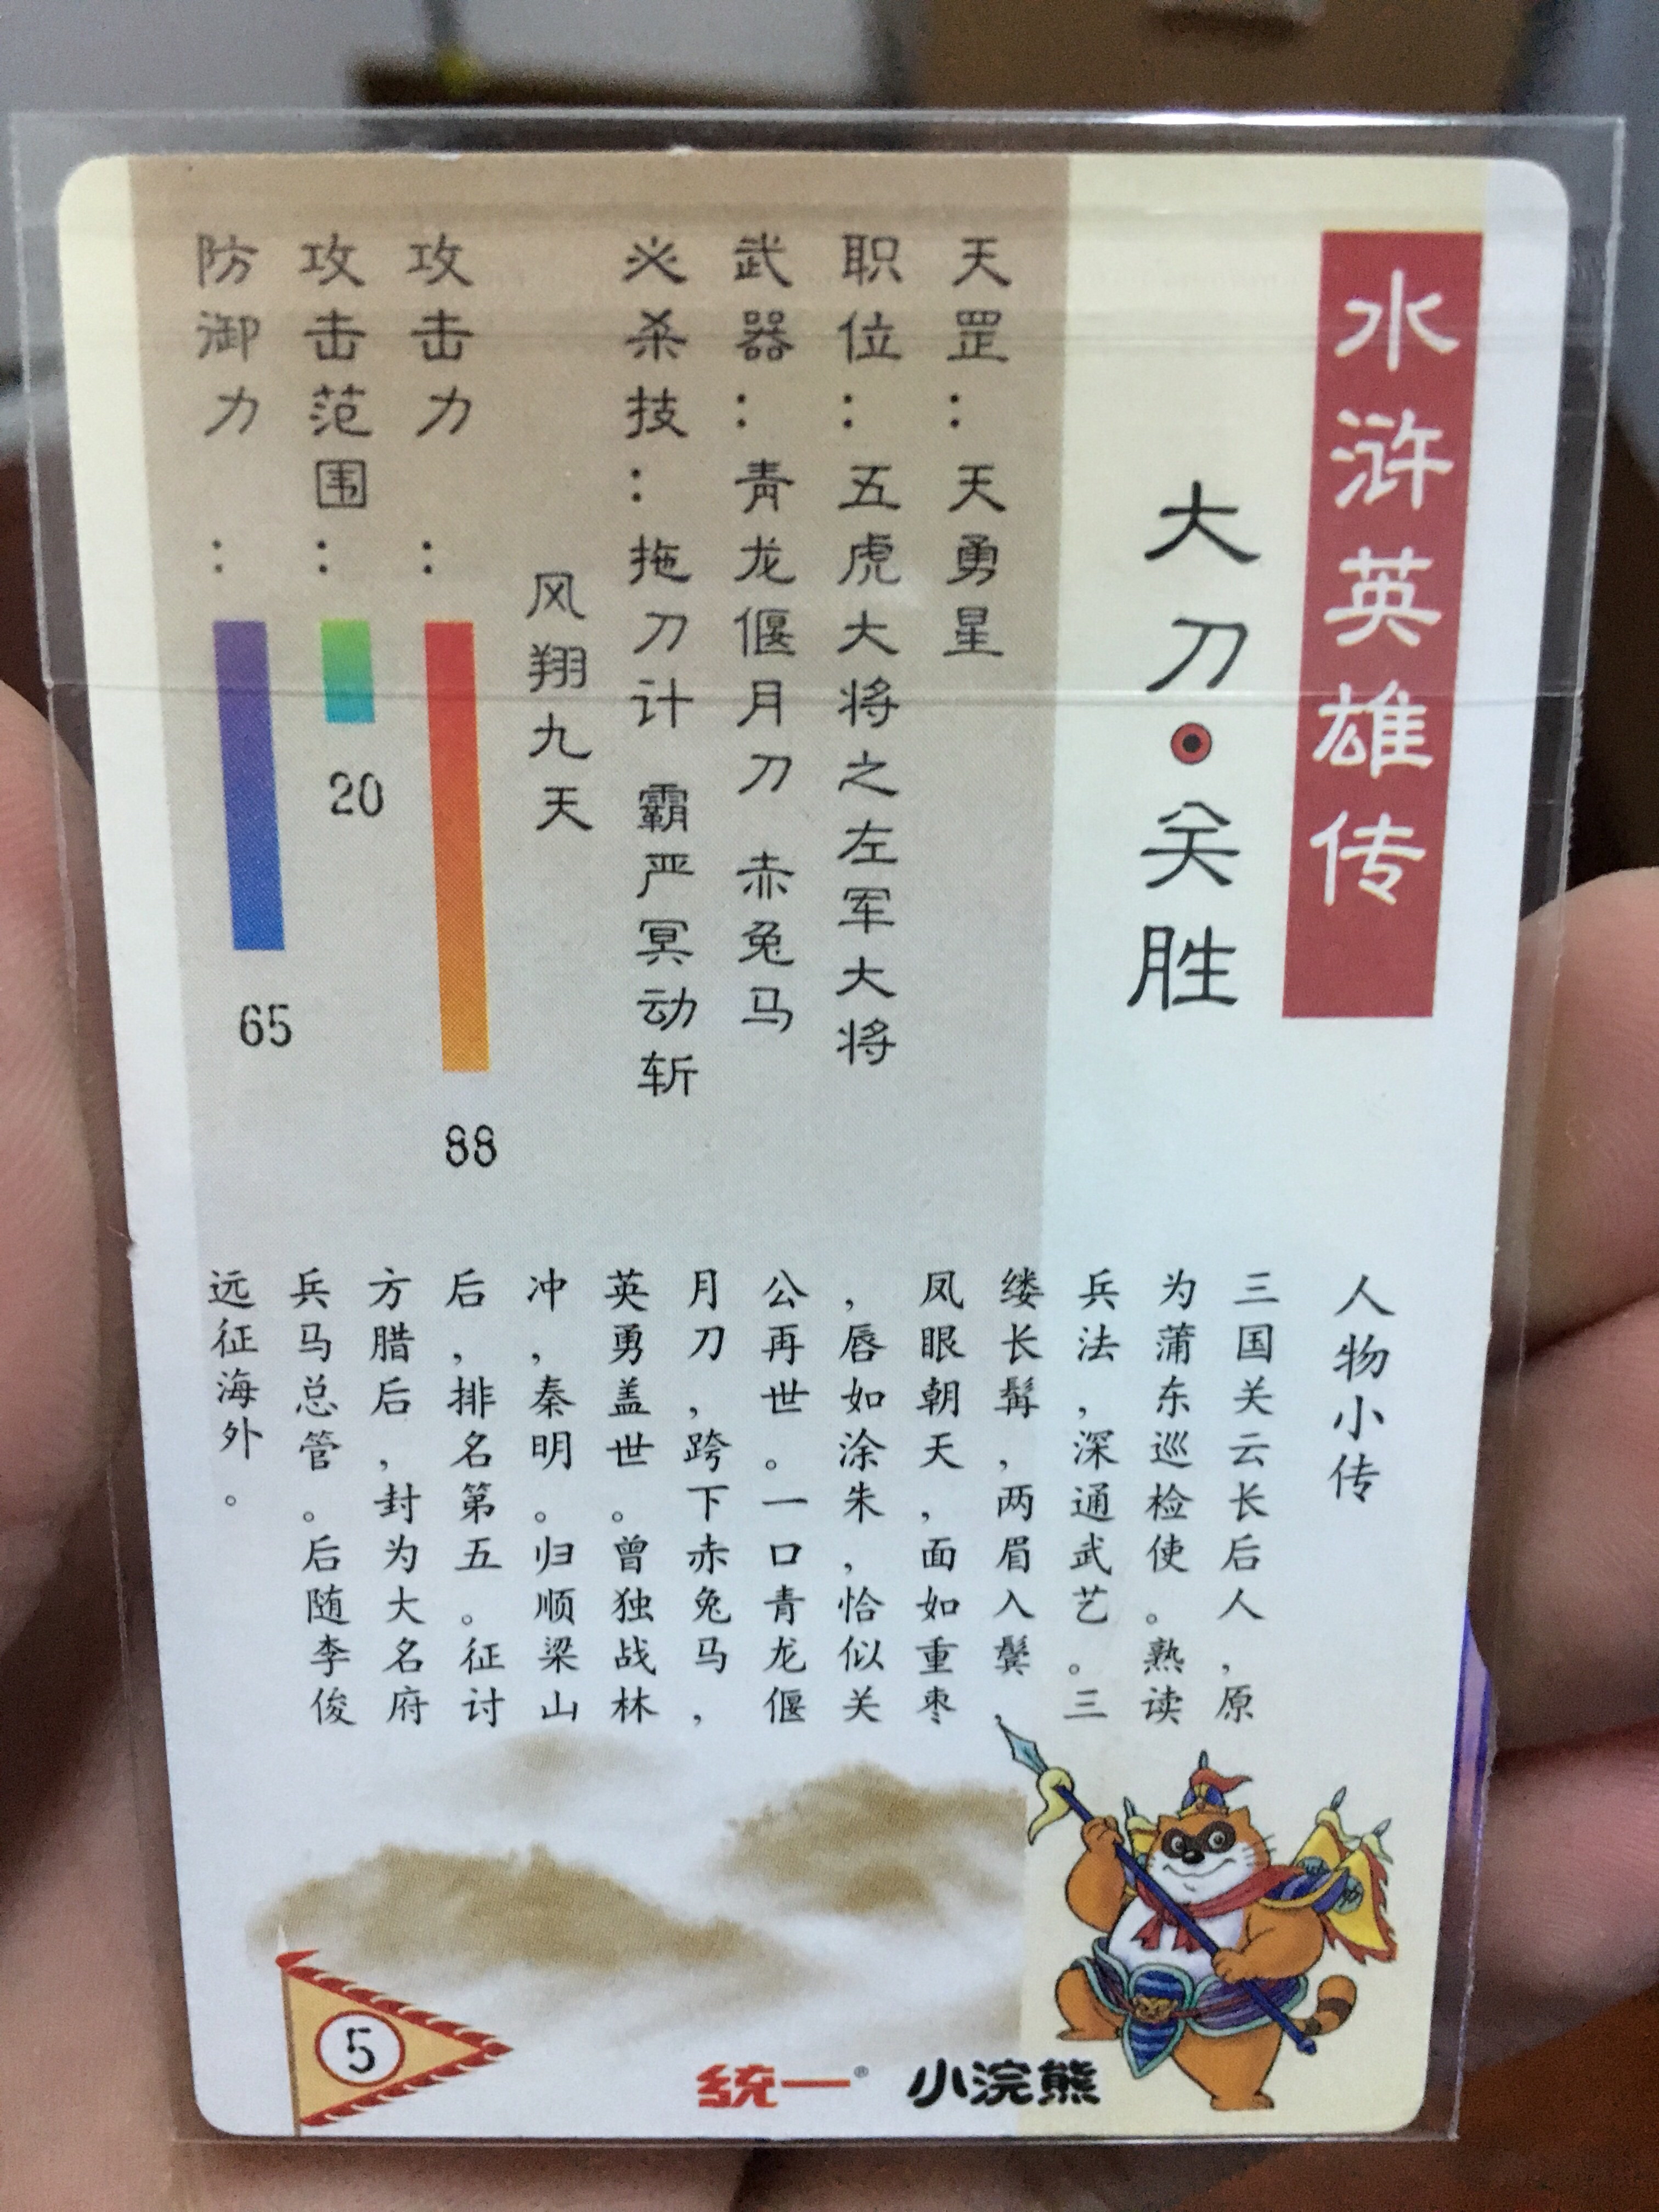 水浒英雄传
大刀·关胜
天罡：天勇星
职位：五虎大将之左军大将
武器：青龙偃月刀 赤兔马
必杀技：拖刀计 霸严冥动斩
风翔九天
攻击力：88
攻击范围：20
防御力：65
人物小传
三国关云长后人，原
为蒲东巡检使。熟读
兵法，深通武艺。三
缕长髯，两眉入鬓，
凤眼朝天，面如重枣
，唇如涂朱，恰似关
公再世。一口青龙偃
月刀，跨下赤兔马，
英勇盖世。曾独战林
冲，秦明。归顺梁山
后，排名第五。征讨
方腊后，封为大名府
兵马总管。后随李俊
远征海外。
5
统一® 小浣熊